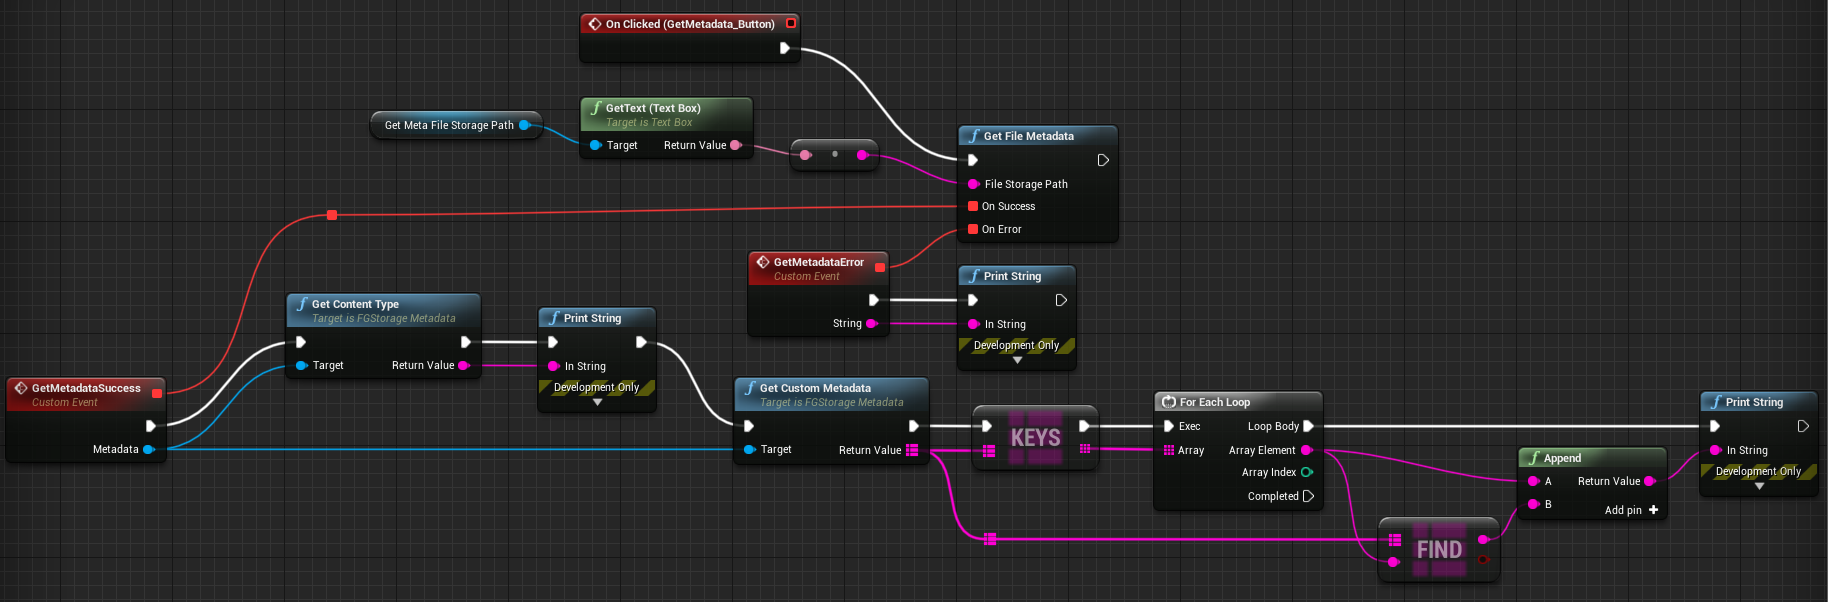 On Clicked (GetMetadata_Button)
Get Meta File Storage Path
GetText (Text Box)
Target is Text Box
Target
Return Value
Get File Metadata
File Storage Path
On Success
On Error
GetMetadataError
Custom Event
String
Print String
In String
Development Only
Get Content Type
Target is FGStorage Metadata
Target
Return Value
Print String
In String
Development Only
GetMetadataSuccess
Custom Event
Metadata
Get Custom Metadata
Target is FGStorage Metadata
Target
Return Value
KEYS
For Each Loop
Exec
Loop Body
Array
Array Element
Array Index
Completed
FIND
Append
A
Return Value
B
Add pin
Print String
In String
Development Only